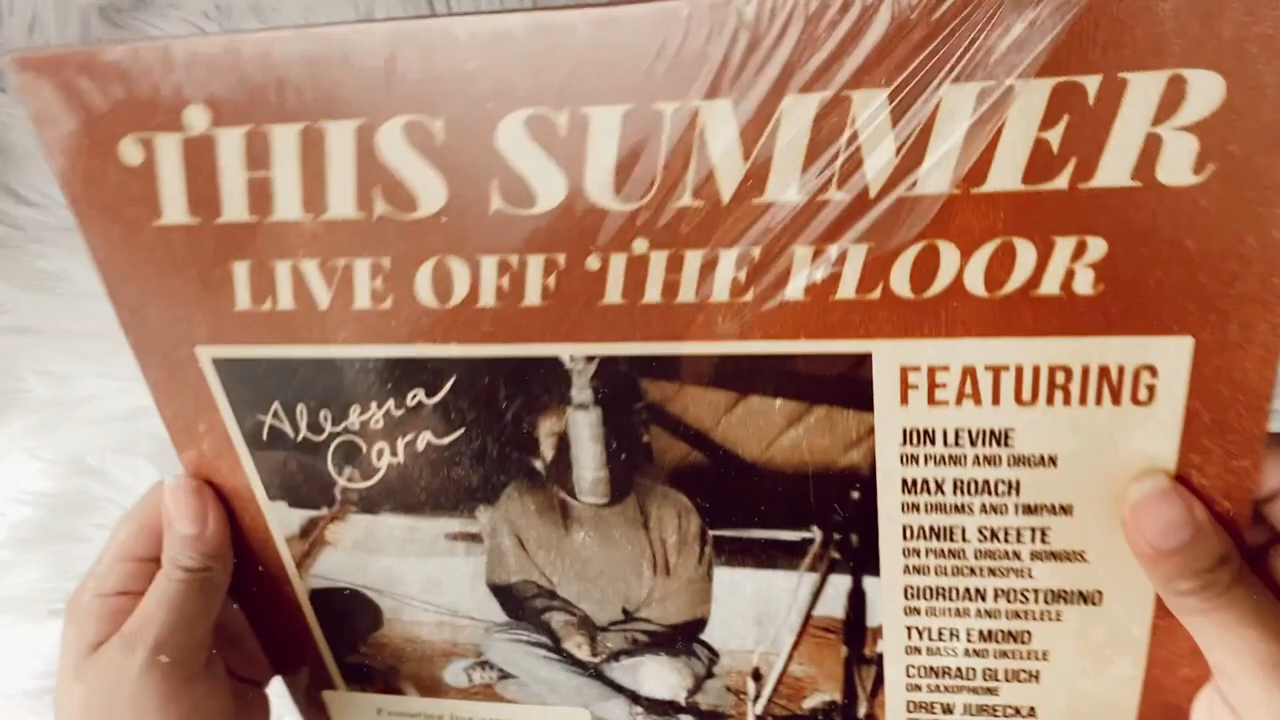 THIS SUMMER
LIVE OFF THE FLOOR
Alessia
Cara
FEATURING
JON LEVINE
ON PIANO AND ORGAN
MAX ROACH
ON DRUMS AND TIMPANI
DANIEL SKEETE
ON PIANO, ORGAN, BONGOS,
AND GLOCKENSPIEL
GIORDAN POSTORINO
ON GUITAR AND UKELELE
TYLER EMOND
ON BASS AND UKELELE
CONRAD GLUCH
ON SAXOPHONE
DREW JURECKA